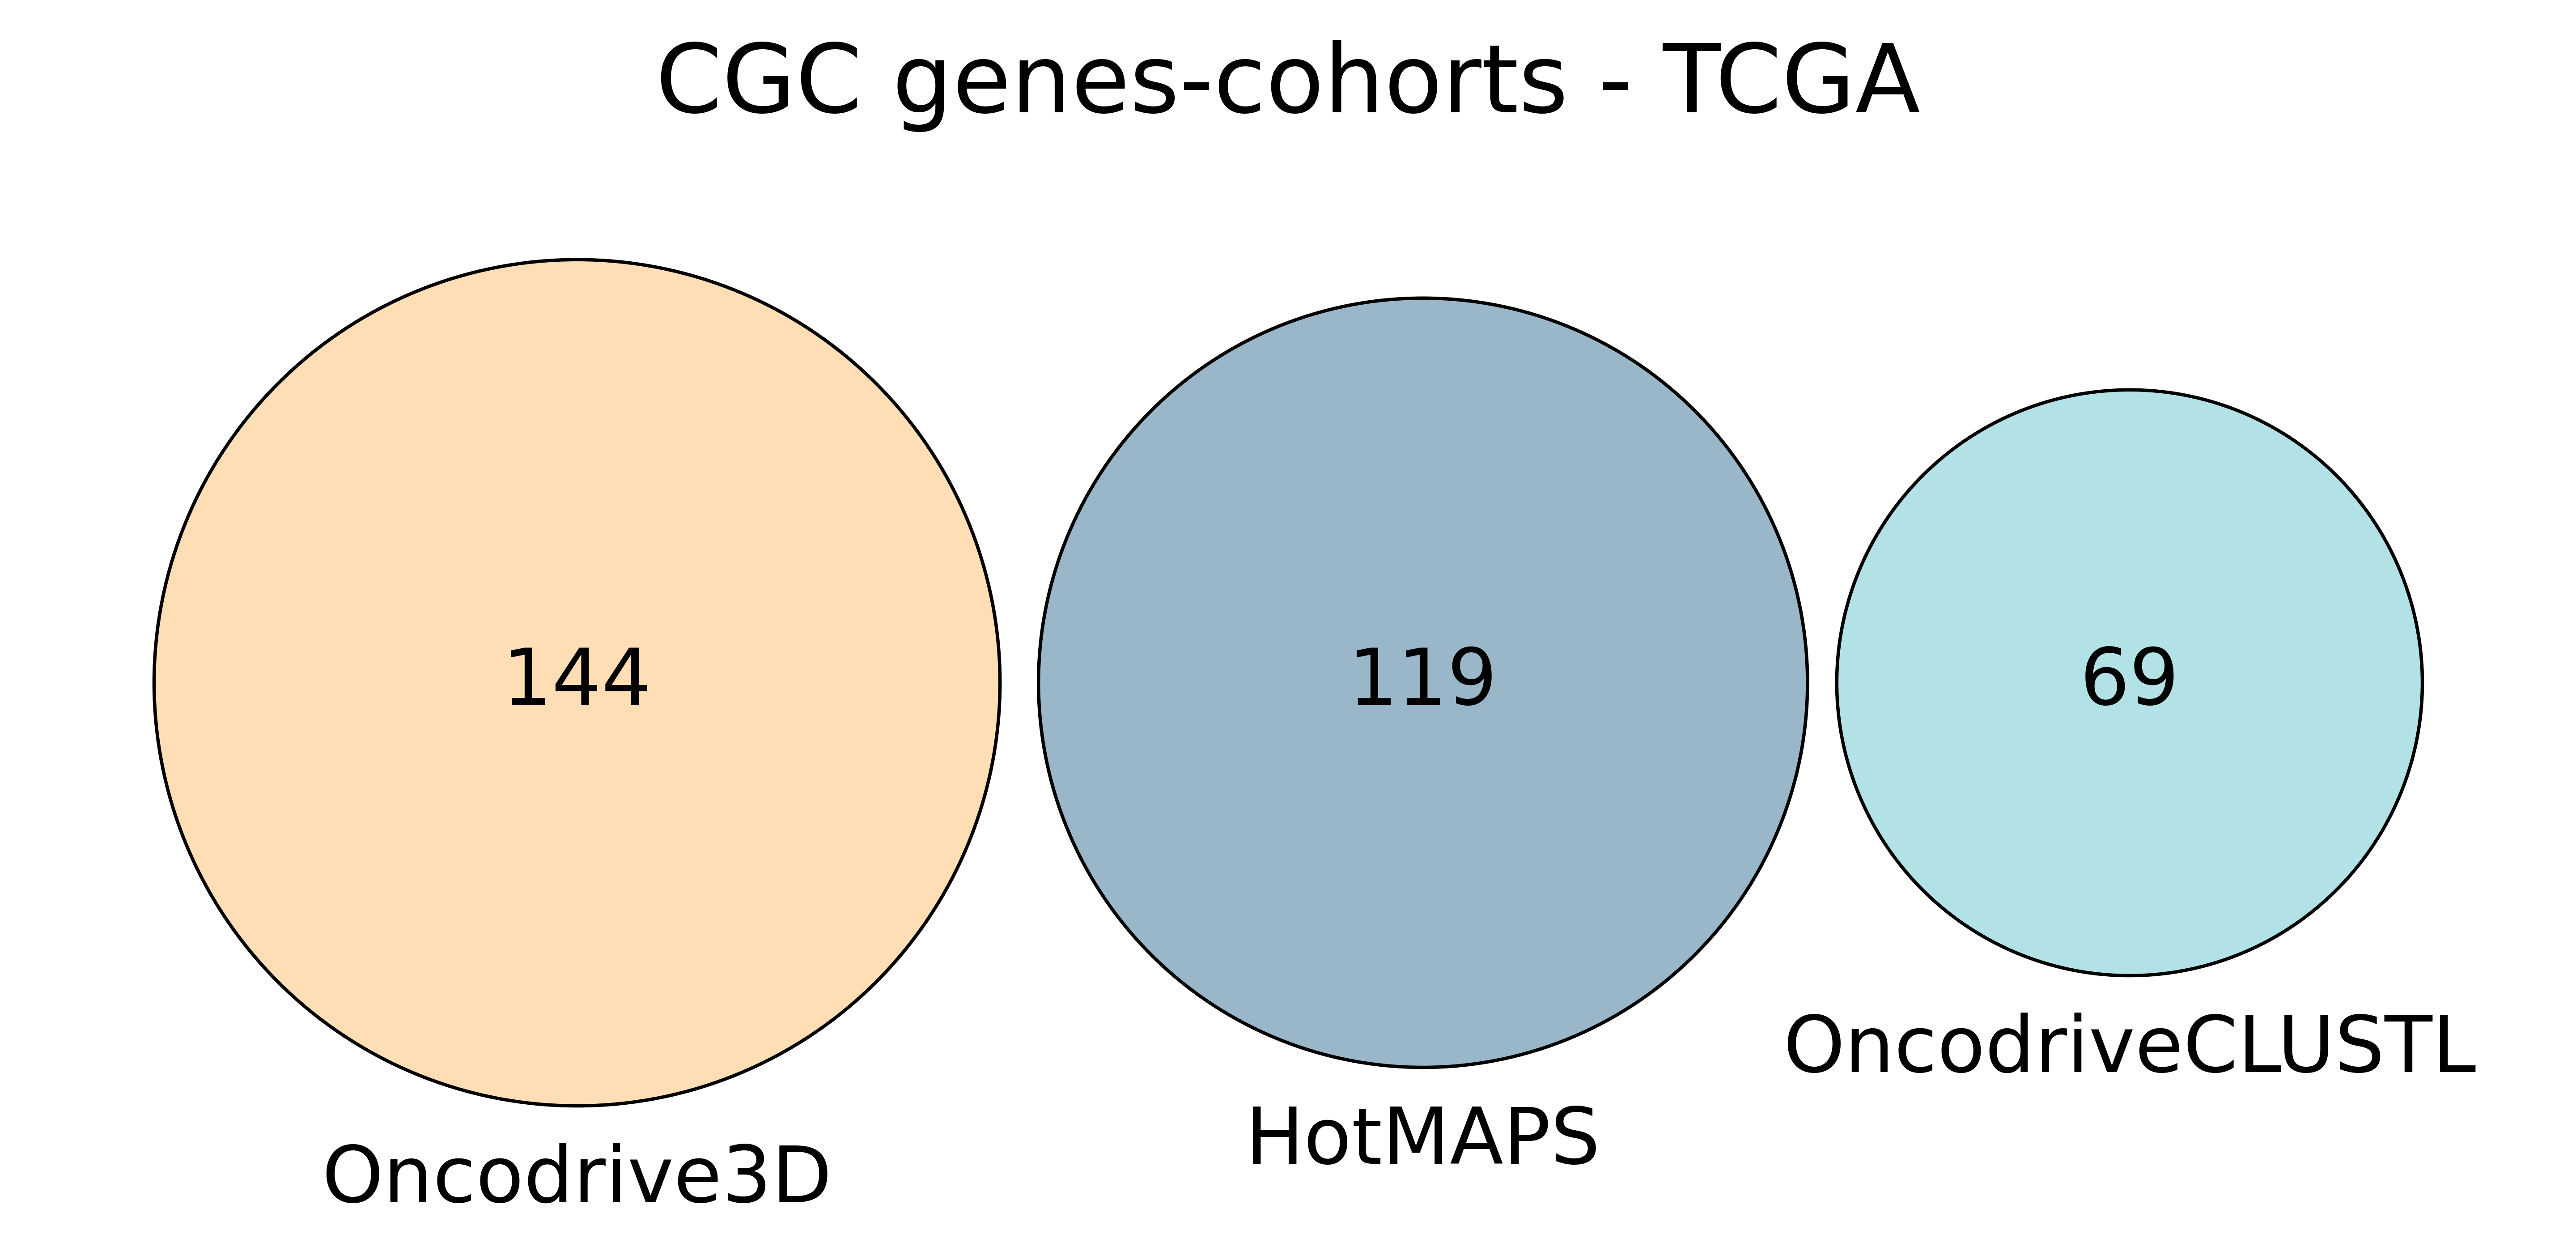 CGC genes-cohorts - TCGA
144
119
69
Oncodrive3D
HotMAPS
OncodriveCLUSTL